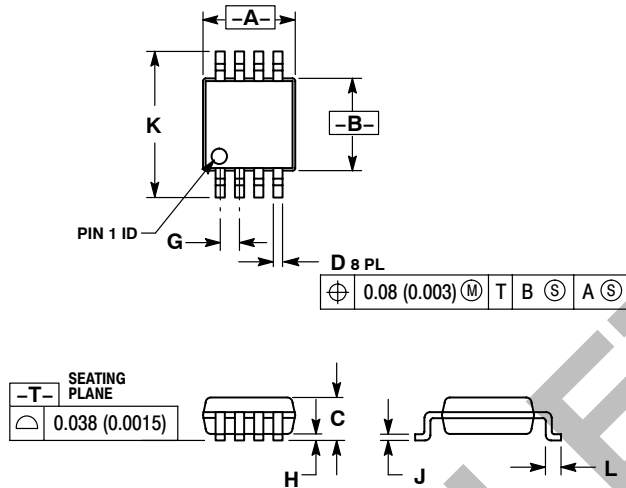 –A–
K
–B–
PIN 1 ID
G
D 8 PL
⌖ 0.08 (0.003) Ⓜ T B Ⓢ A Ⓢ
–T– SEATING PLANE
⌓ 0.038 (0.0015)
C
H
J
L